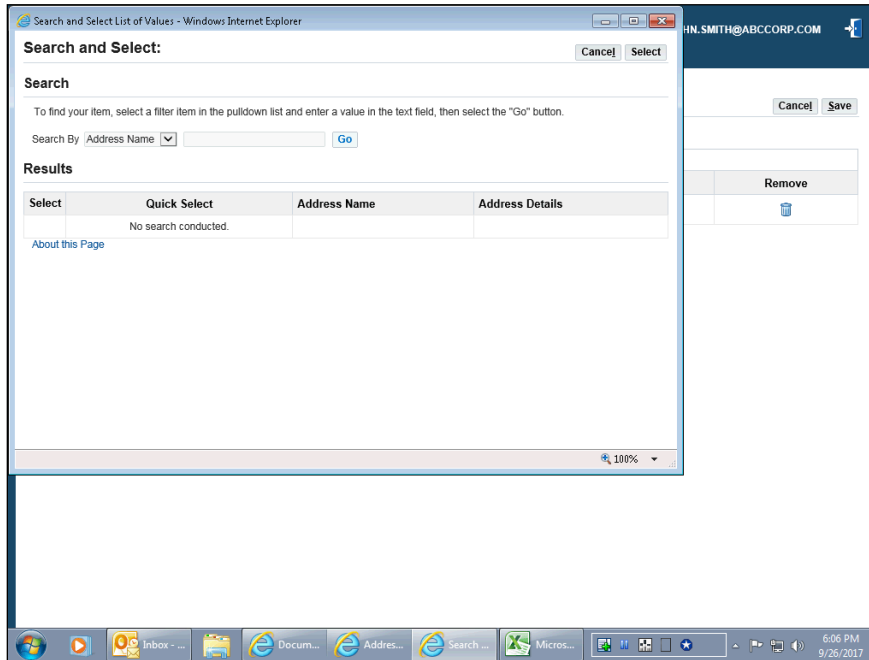 Search and Select List of Values - Windows Internet Explorer
HN.SMITH@ABCCORP.COM
Search and Select:
Cancel Select
Search
To find your item, select a filter item in the pulldown list and enter a value in the text field, then select the "Go" button.
Cancel Save
Search By Address Name Go
Results
Remove
Select Quick Select Address Name Address Details
No search conducted.
About this Page
100%
Inbox - ... Docum... Addres... Search ... Micros... 6:06 PM
9/26/2017